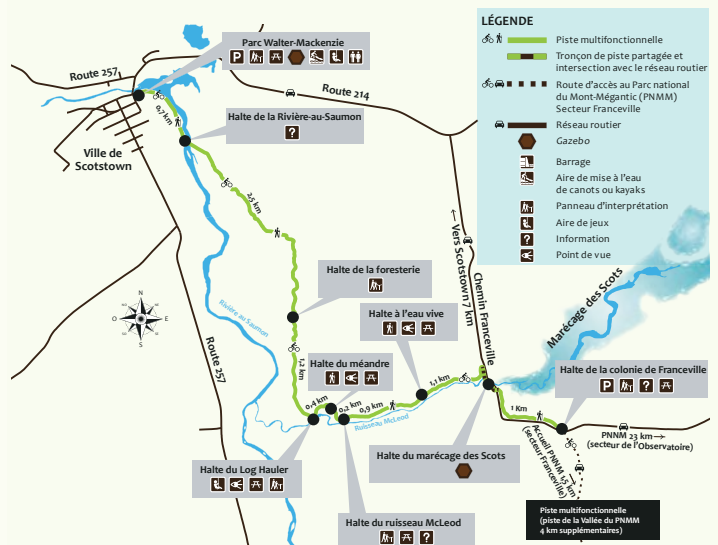 LÉGENDE
Piste multifonctionnelle
Tronçon de piste partagée et
intersection avec le réseau routier
Route d'accès au Parc national
du Mont-Mégantic (PNMM)
Secteur Franceville
Réseau routier
Gazebo
Barrage
Aire de mise à l'eau
de canots ou kayaks
Panneau d'interprétation
Aire de jeux
Information
Point de vue
Parc Walter-Mackenzie
P
Route 257
Route 214
0,7 km
Halte de la Rivière-au-Saumon
?
Ville de
Scotstown
2,5 km
← Vers Scotstown 7 km
Chemin Franceville
Marécage des Scots
Halte de la foresterie
N
O
E
S
Rivière au Saumon
Halte à l'eau vive
Route 257
1,2 km
Halte du méandre
1,1 km
Halte de la colonie de Franceville
P ?
0,4 km
0,2 km
0,9 km
Ruisseau McLeod
1 Km
PNMM 23 km →
(secteur de l'Observatoire)
Accueil PNMM 1,5 km →
(secteur Franceville)
Halte du marécage des Scots
Halte du Log Hauler
Halte du ruisseau McLeod
?
Piste multifonctionnelle
(piste de la Vallée du PNMM
4 km supplémentaires)